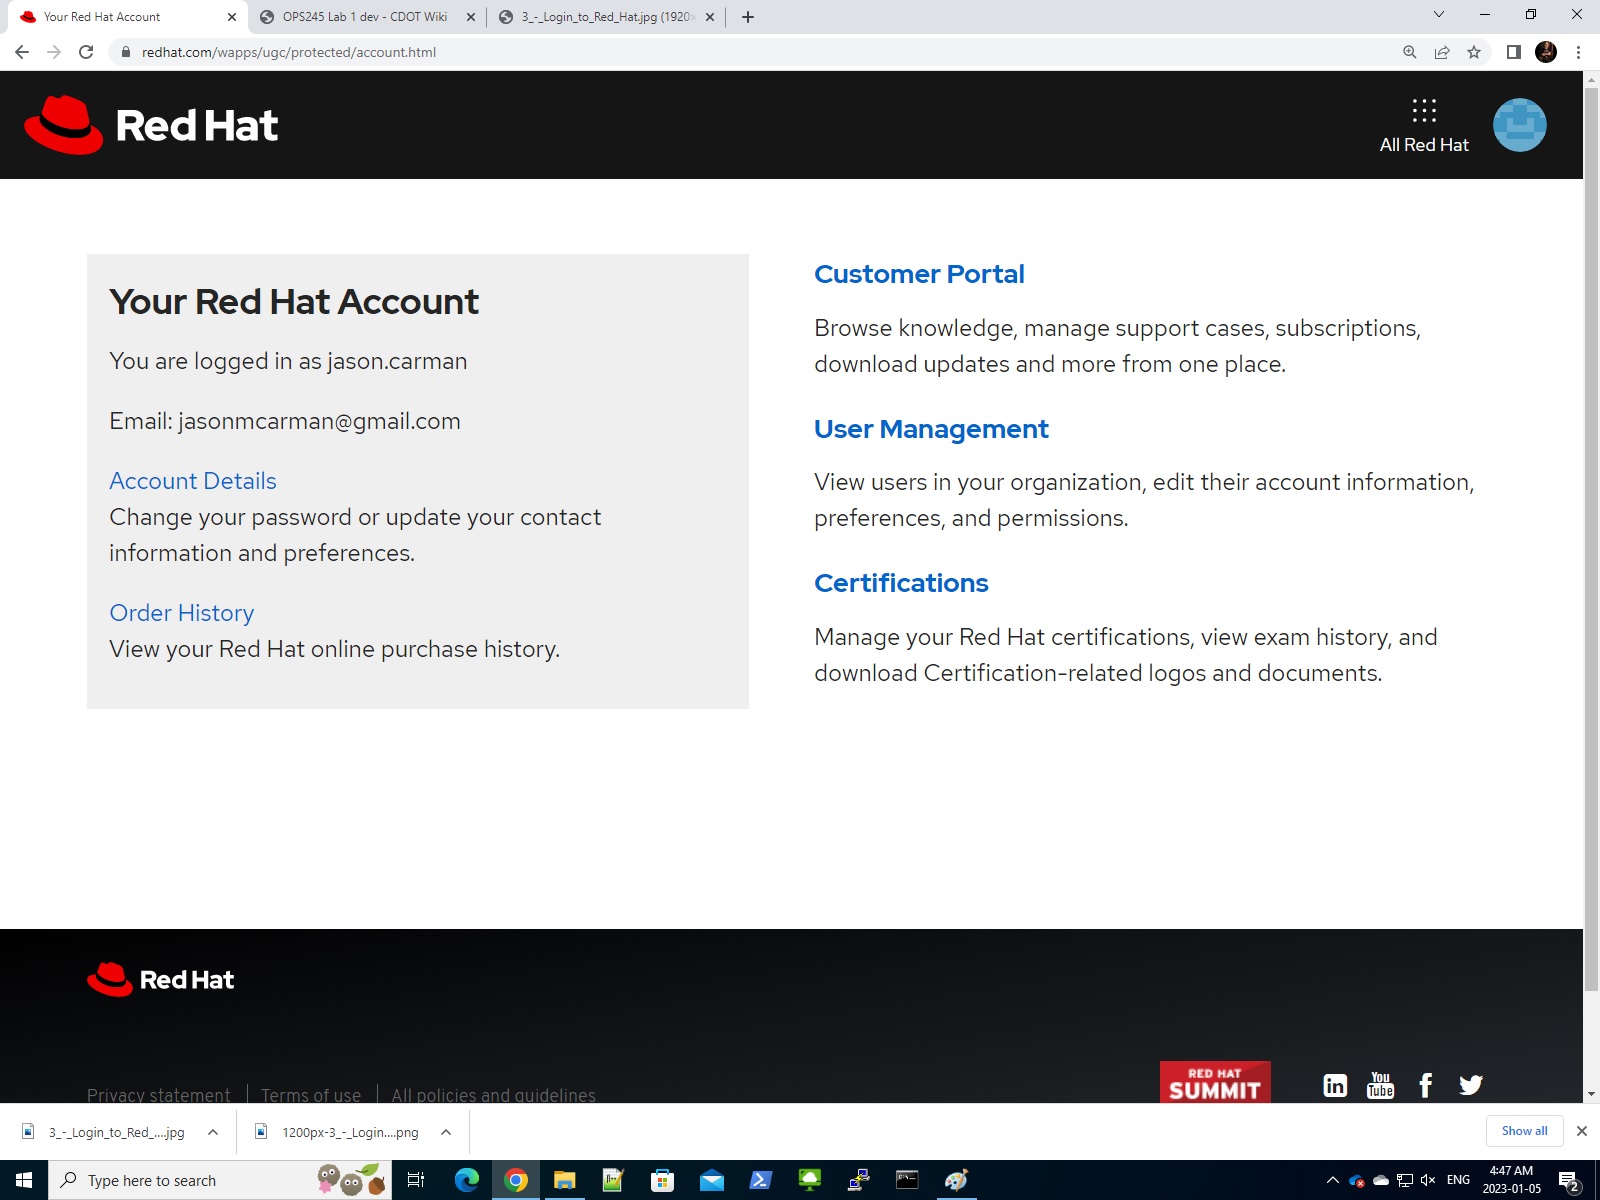 Your Red Hat Account
OPS245 Lab 1 dev - CDOT Wiki
3_-_Login_to_Red_Hat.jpg (1920×
redhat.com/wapps/ugc/protected/account.html
Red Hat
All Red Hat
Your Red Hat Account
You are logged in as jason.carman
Email: jasonmcarman@gmail.com
Account Details
Change your password or update your contact
information and preferences.
Order History
View your Red Hat online purchase history.
Customer Portal
Browse knowledge, manage support cases, subscriptions,
download updates and more from one place.
User Management
View users in your organization, edit their account information,
preferences, and permissions.
Certifications
Manage your Red Hat certifications, view exam history, and
download Certification-related logos and documents.
Red Hat
Privacy statement
Terms of use
All policies and guidelines
RED HAT
SUMMIT
in
You
Tube
3_-_Login_to_Red_....jpg
1200px-3_-_Login....png
Show all
Type here to search
ENG
4:47 AM
2023-01-05
2